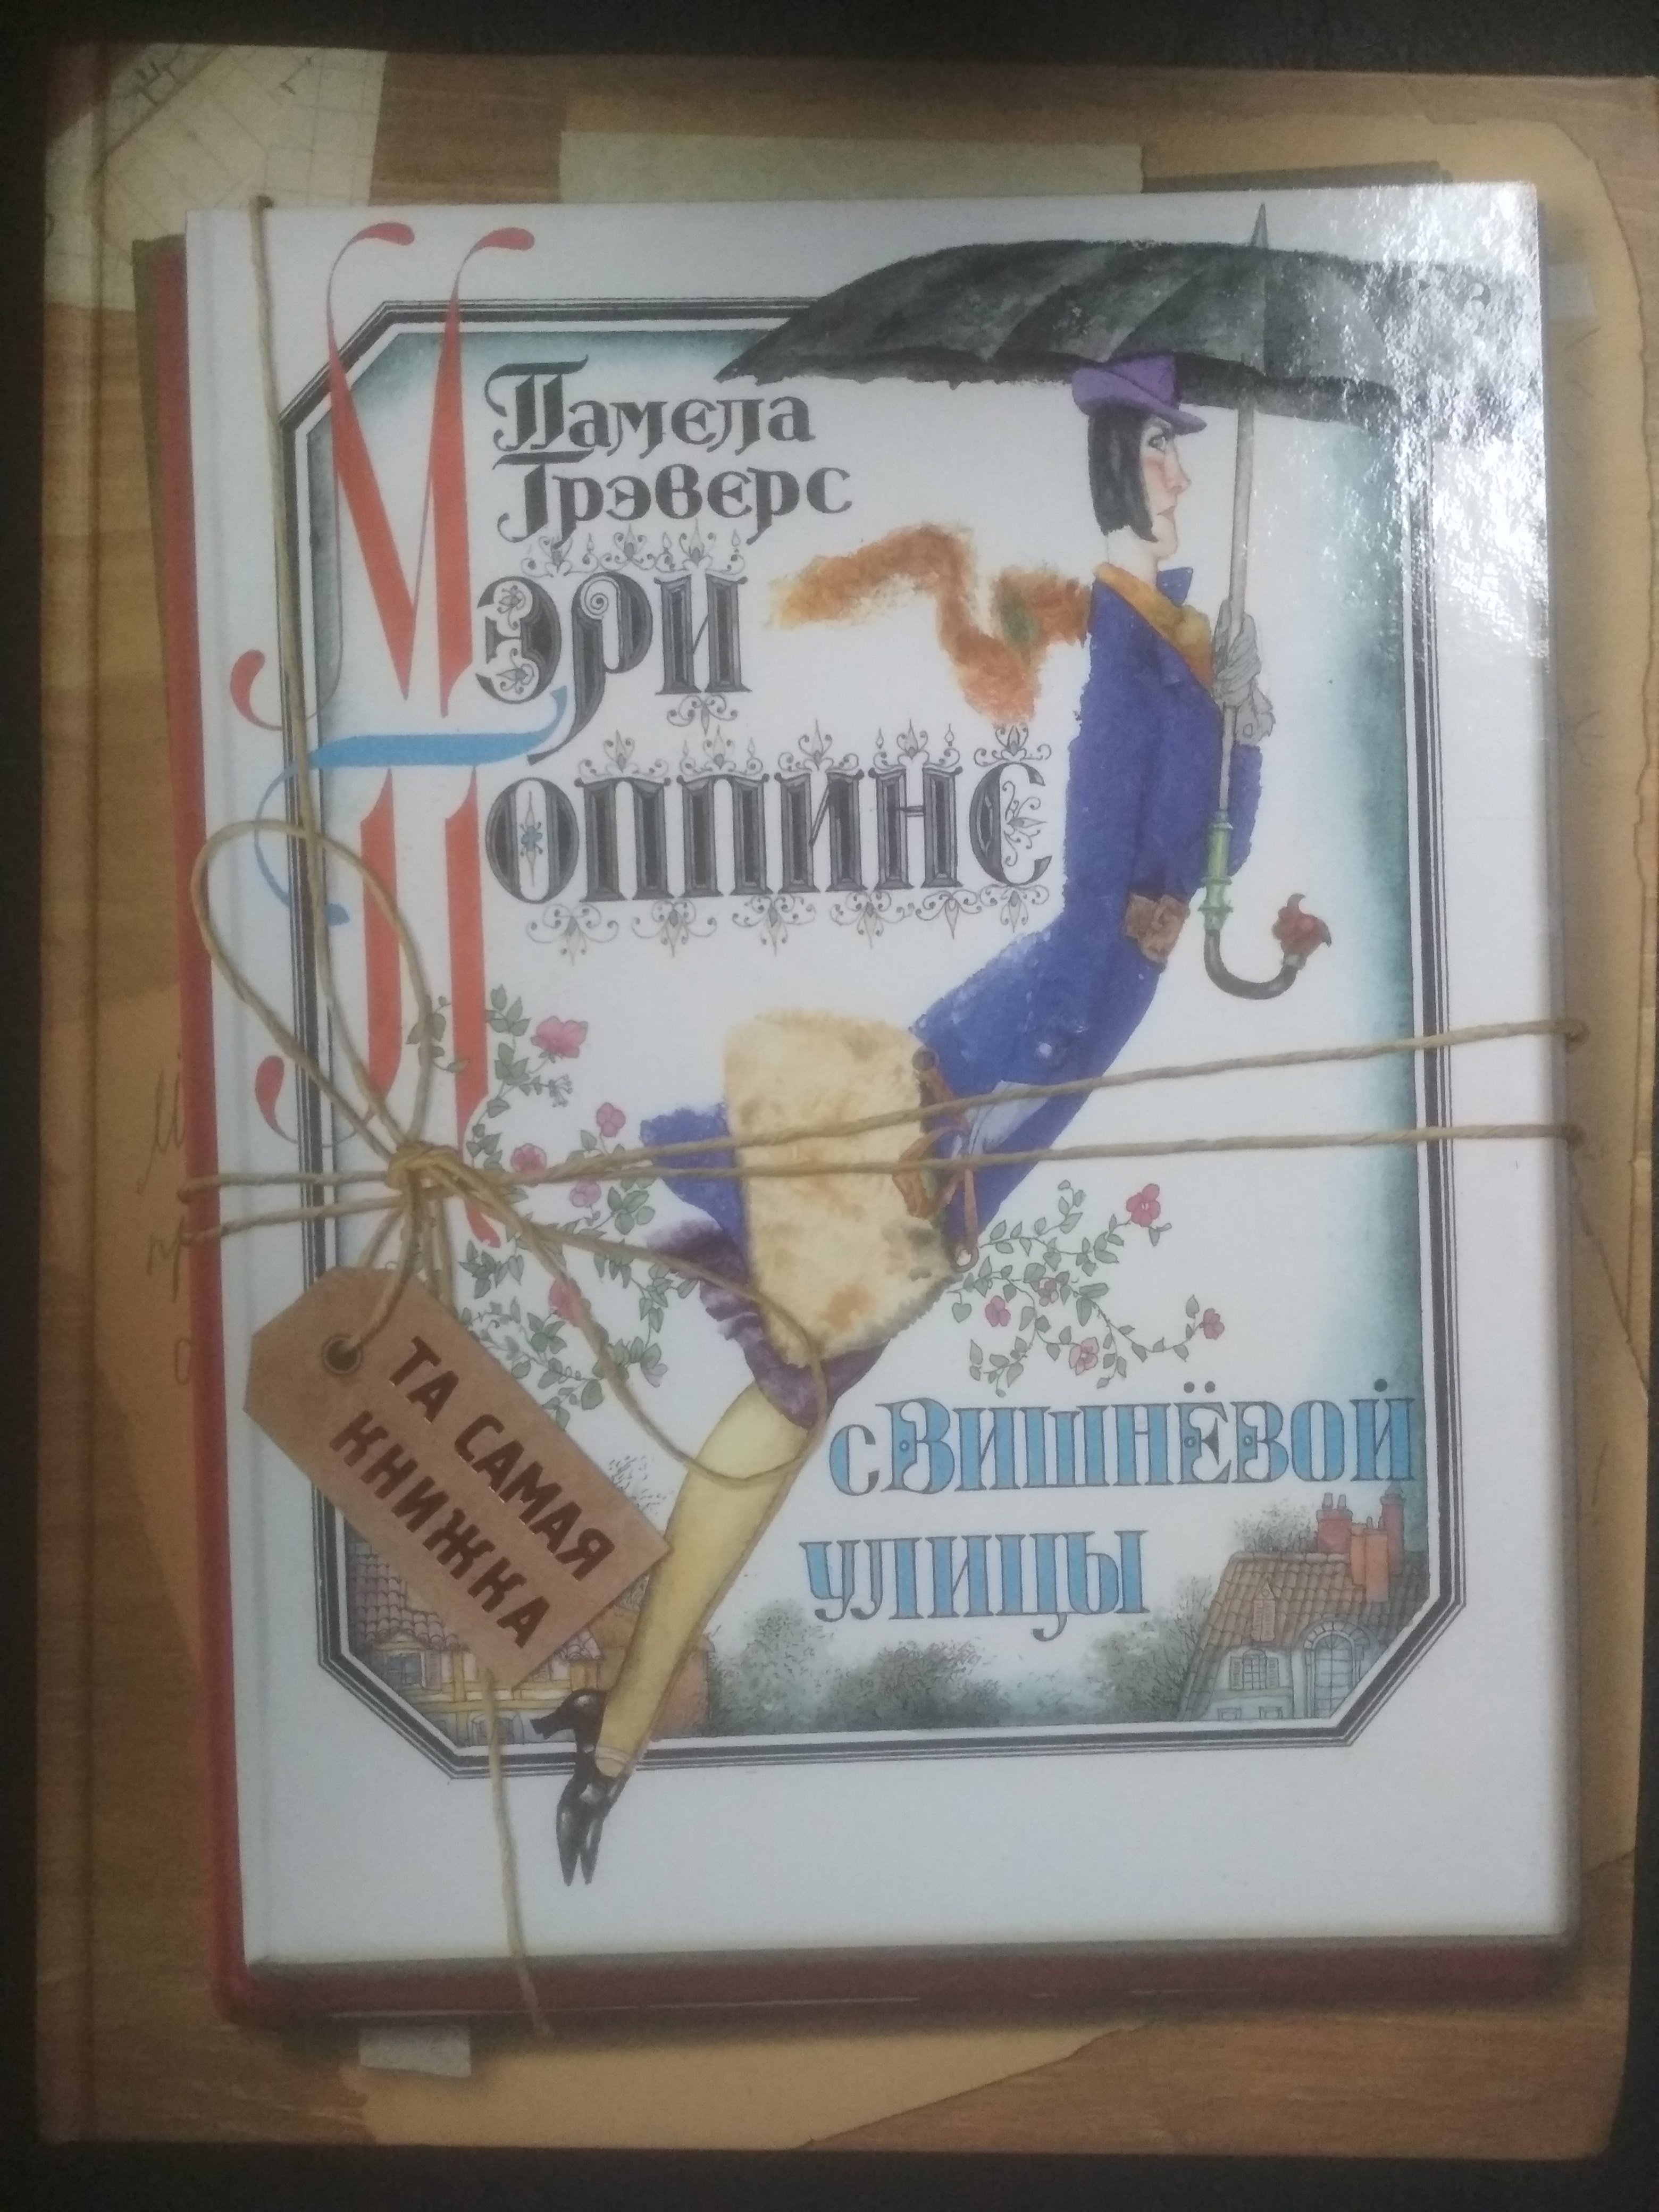 Памела
Трэверс
Мэри
Поппинс
с Вишнёвой
улицы
ТА САМАЯ
КНИЖКА